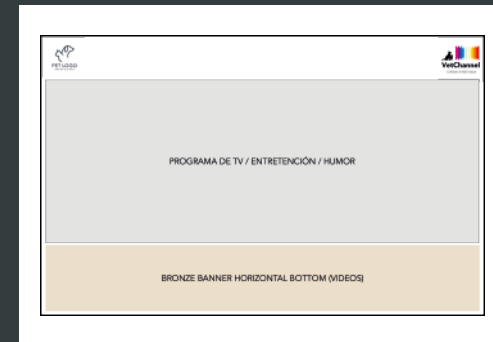 PET LOGO
VetChannel
PROGRAMA DE TV / ENTRETENCIÓN / HUMOR
BRONZE BANNER HORIZONTAL BOTTOM (VIDEOS)